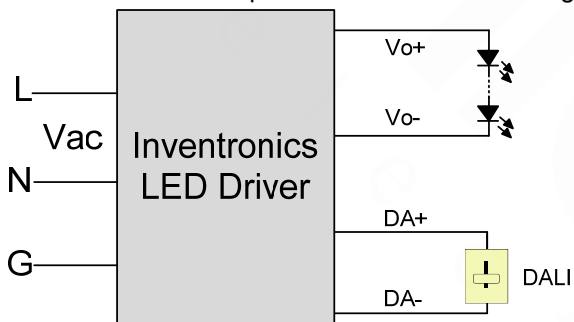 Vo+
L
Vac
Vo-
Inventronics
LED Driver
N
DA+
G
DALI
DA-